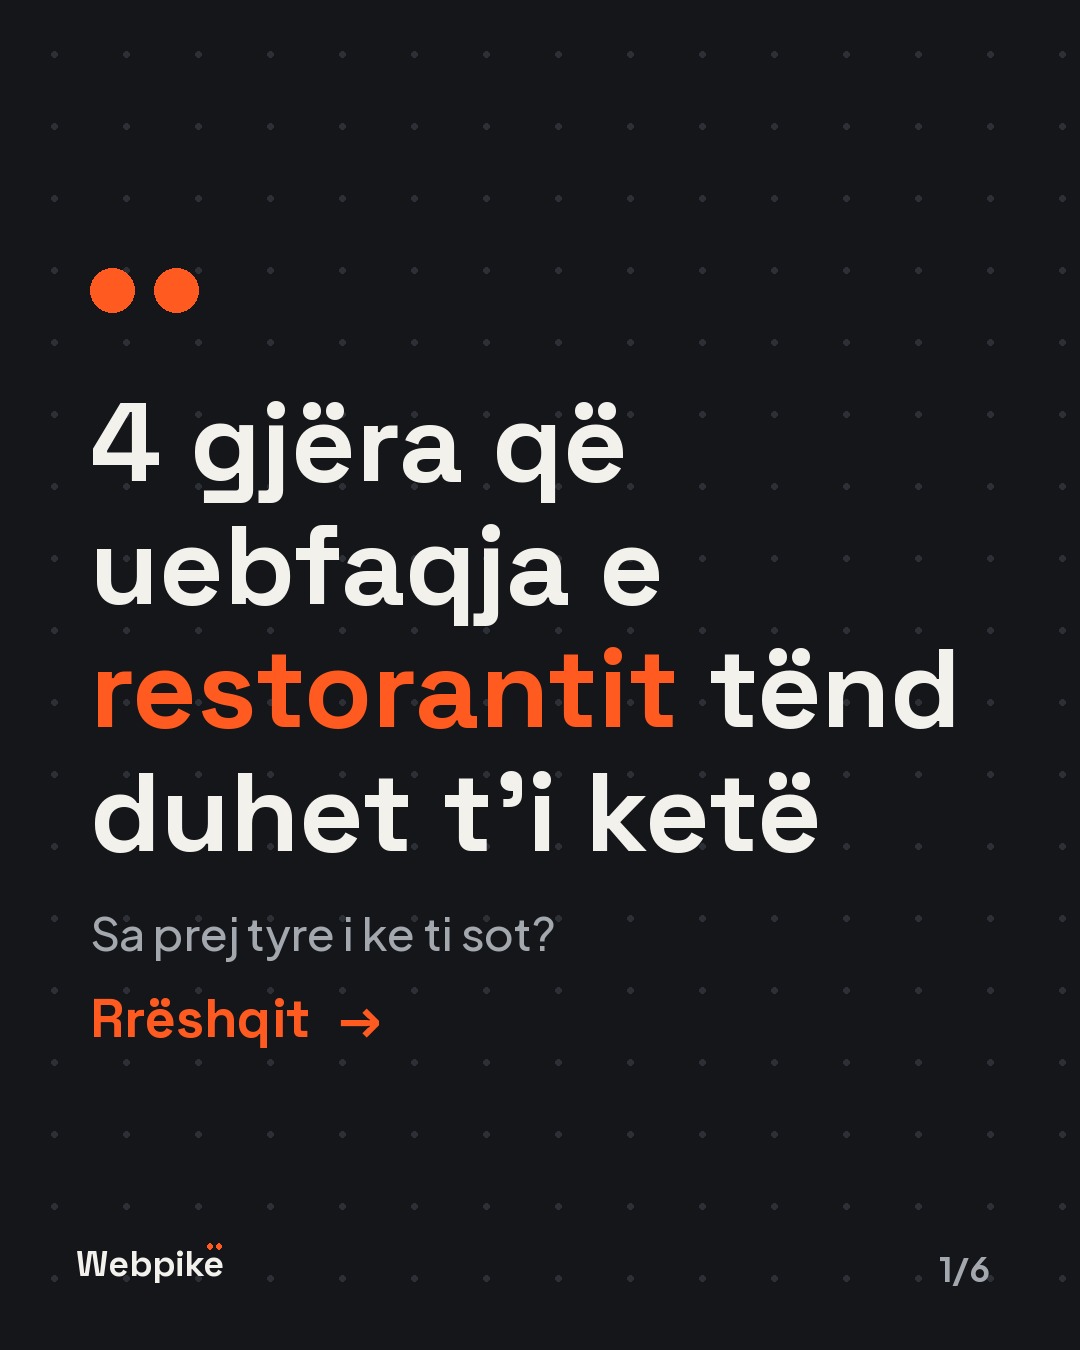 4 gjëra që
uebfaqja e
restorantit tënd
duhet t’i ketë
Sa prej tyre i ke ti sot?
Rrëshqit →
Webpikë
1/6